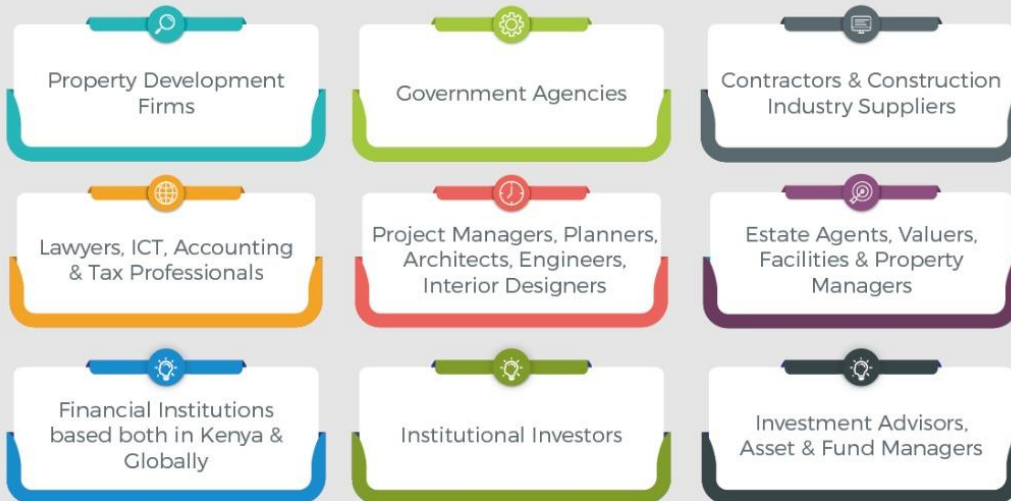 Property Development
Firms
Government Agencies
Contractors & Construction
Industry Suppliers
Lawyers, ICT, Accounting
& Tax Professionals
Project Managers, Planners,
Architects, Engineers,
Interior Designers
Estate Agents, Valuers,
Facilities & Property
Managers
Financial Institutions
based both in Kenya &
Globally
Institutional Investors
Investment Advisors,
Asset & Fund Managers